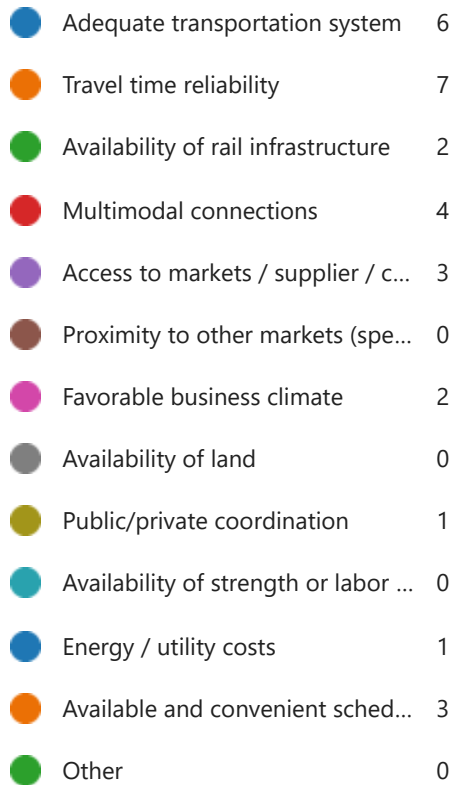 Adequate transportation system 6
Travel time reliability 7
Availability of rail infrastructure 2
Multimodal connections 4
Access to markets / supplier / c... 3
Proximity to other markets (spe... 0
Favorable business climate 2
Availability of land 0
Public/private coordination 1
Availability of strength or labor ... 0
Energy / utility costs 1
Available and convenient sched... 3
Other 0